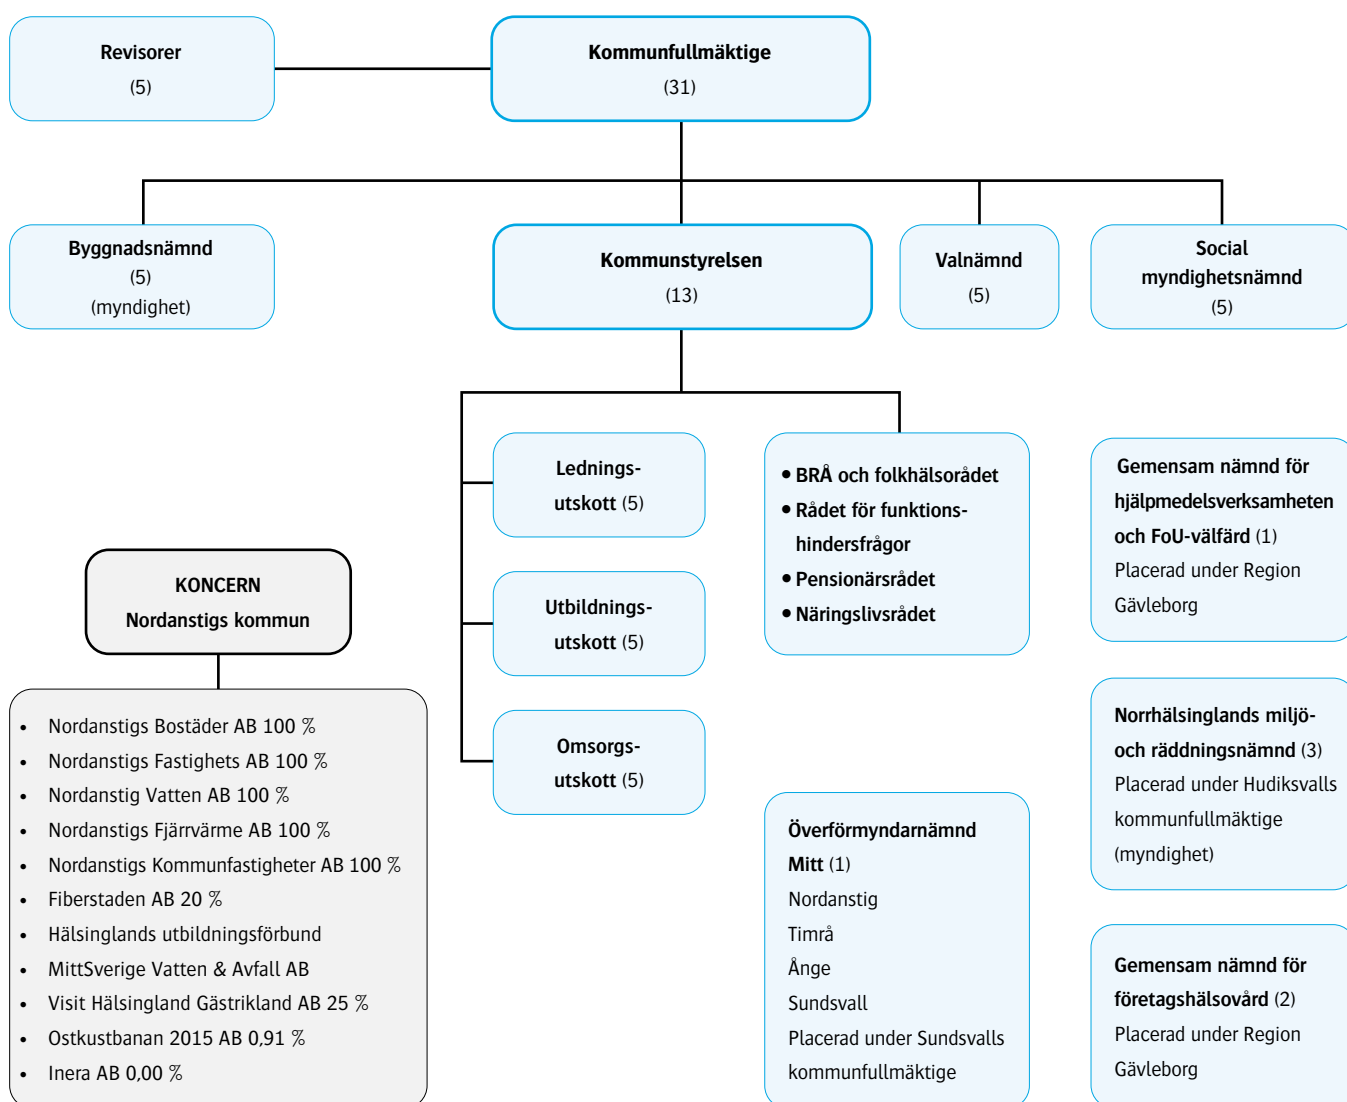 Revisorer
(5)
Kommunfullmäktige
(31)
Byggnadsnämnd
(5)
(myndighet)
Kommunstyrelsen
(13)
Valnämnd
(5)
Social
myndighetsnämnd
(5)
Lednings-
utskott (5)
Utbildnings-
utskott (5)
Omsorgs-
utskott (5)
• BRÅ och folkhälsorådet
• Rådet för funktions-
hindersfrågor
• Pensionärsrådet
• Näringslivsrådet
Gemensam nämnd för
hjälpmedelsverksamheten
och FoU-välfärd (1)
Placerad under Region
Gävleborg
KONCERN
Nordanstigs kommun
• Nordanstigs Bostäder AB 100 %
• Nordanstigs Fastighets AB 100 %
• Nordanstig Vatten AB 100 %
• Nordanstigs Fjärrvärme AB 100 %
• Nordanstigs Kommunfastigheter AB 100 %
• Fiberstaden AB 20 %
• Hälsinglands utbildningsförbund
• MittSverige Vatten & Avfall AB
• Visit Hälsingland Gästrikland AB 25 %
• Ostkustbanan 2015 AB 0,91 %
• Inera AB 0,00 %
Överförmyndarnämnd
Mitt (1)
Nordanstig
Timrå
Ånge
Sundsvall
Placerad under Sundsvalls
kommunfullmäktige
Norrhälsinglands miljö-
och räddningsnämnd (3)
Placerad under Hudiksvalls
kommunfullmäktige
(myndighet)
Gemensam nämnd för
företagshälsovård (2)
Placerad under Region
Gävleborg